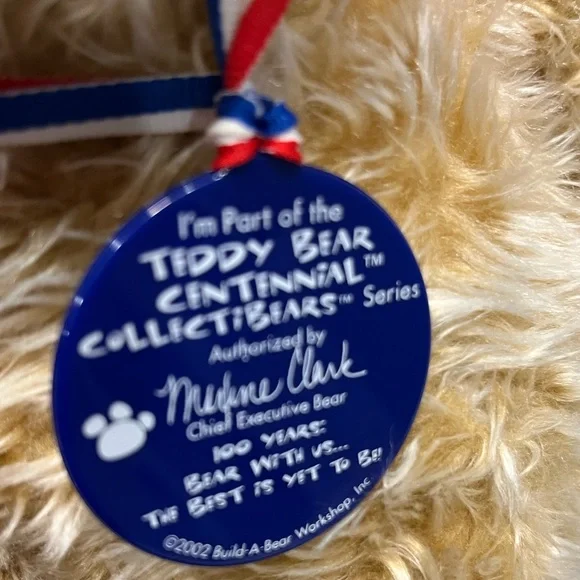 I'm Part of the
TEDDY BEAR
CENTENNIAL™
COLLECTIBEARS™ Series
Authorized by
Maxine Clark
Chief Executive Bear
100 YEARS:
BEAR WITH US...
THE BEST IS YET TO BE!
©2002 Build-A-Bear Workshop, Inc